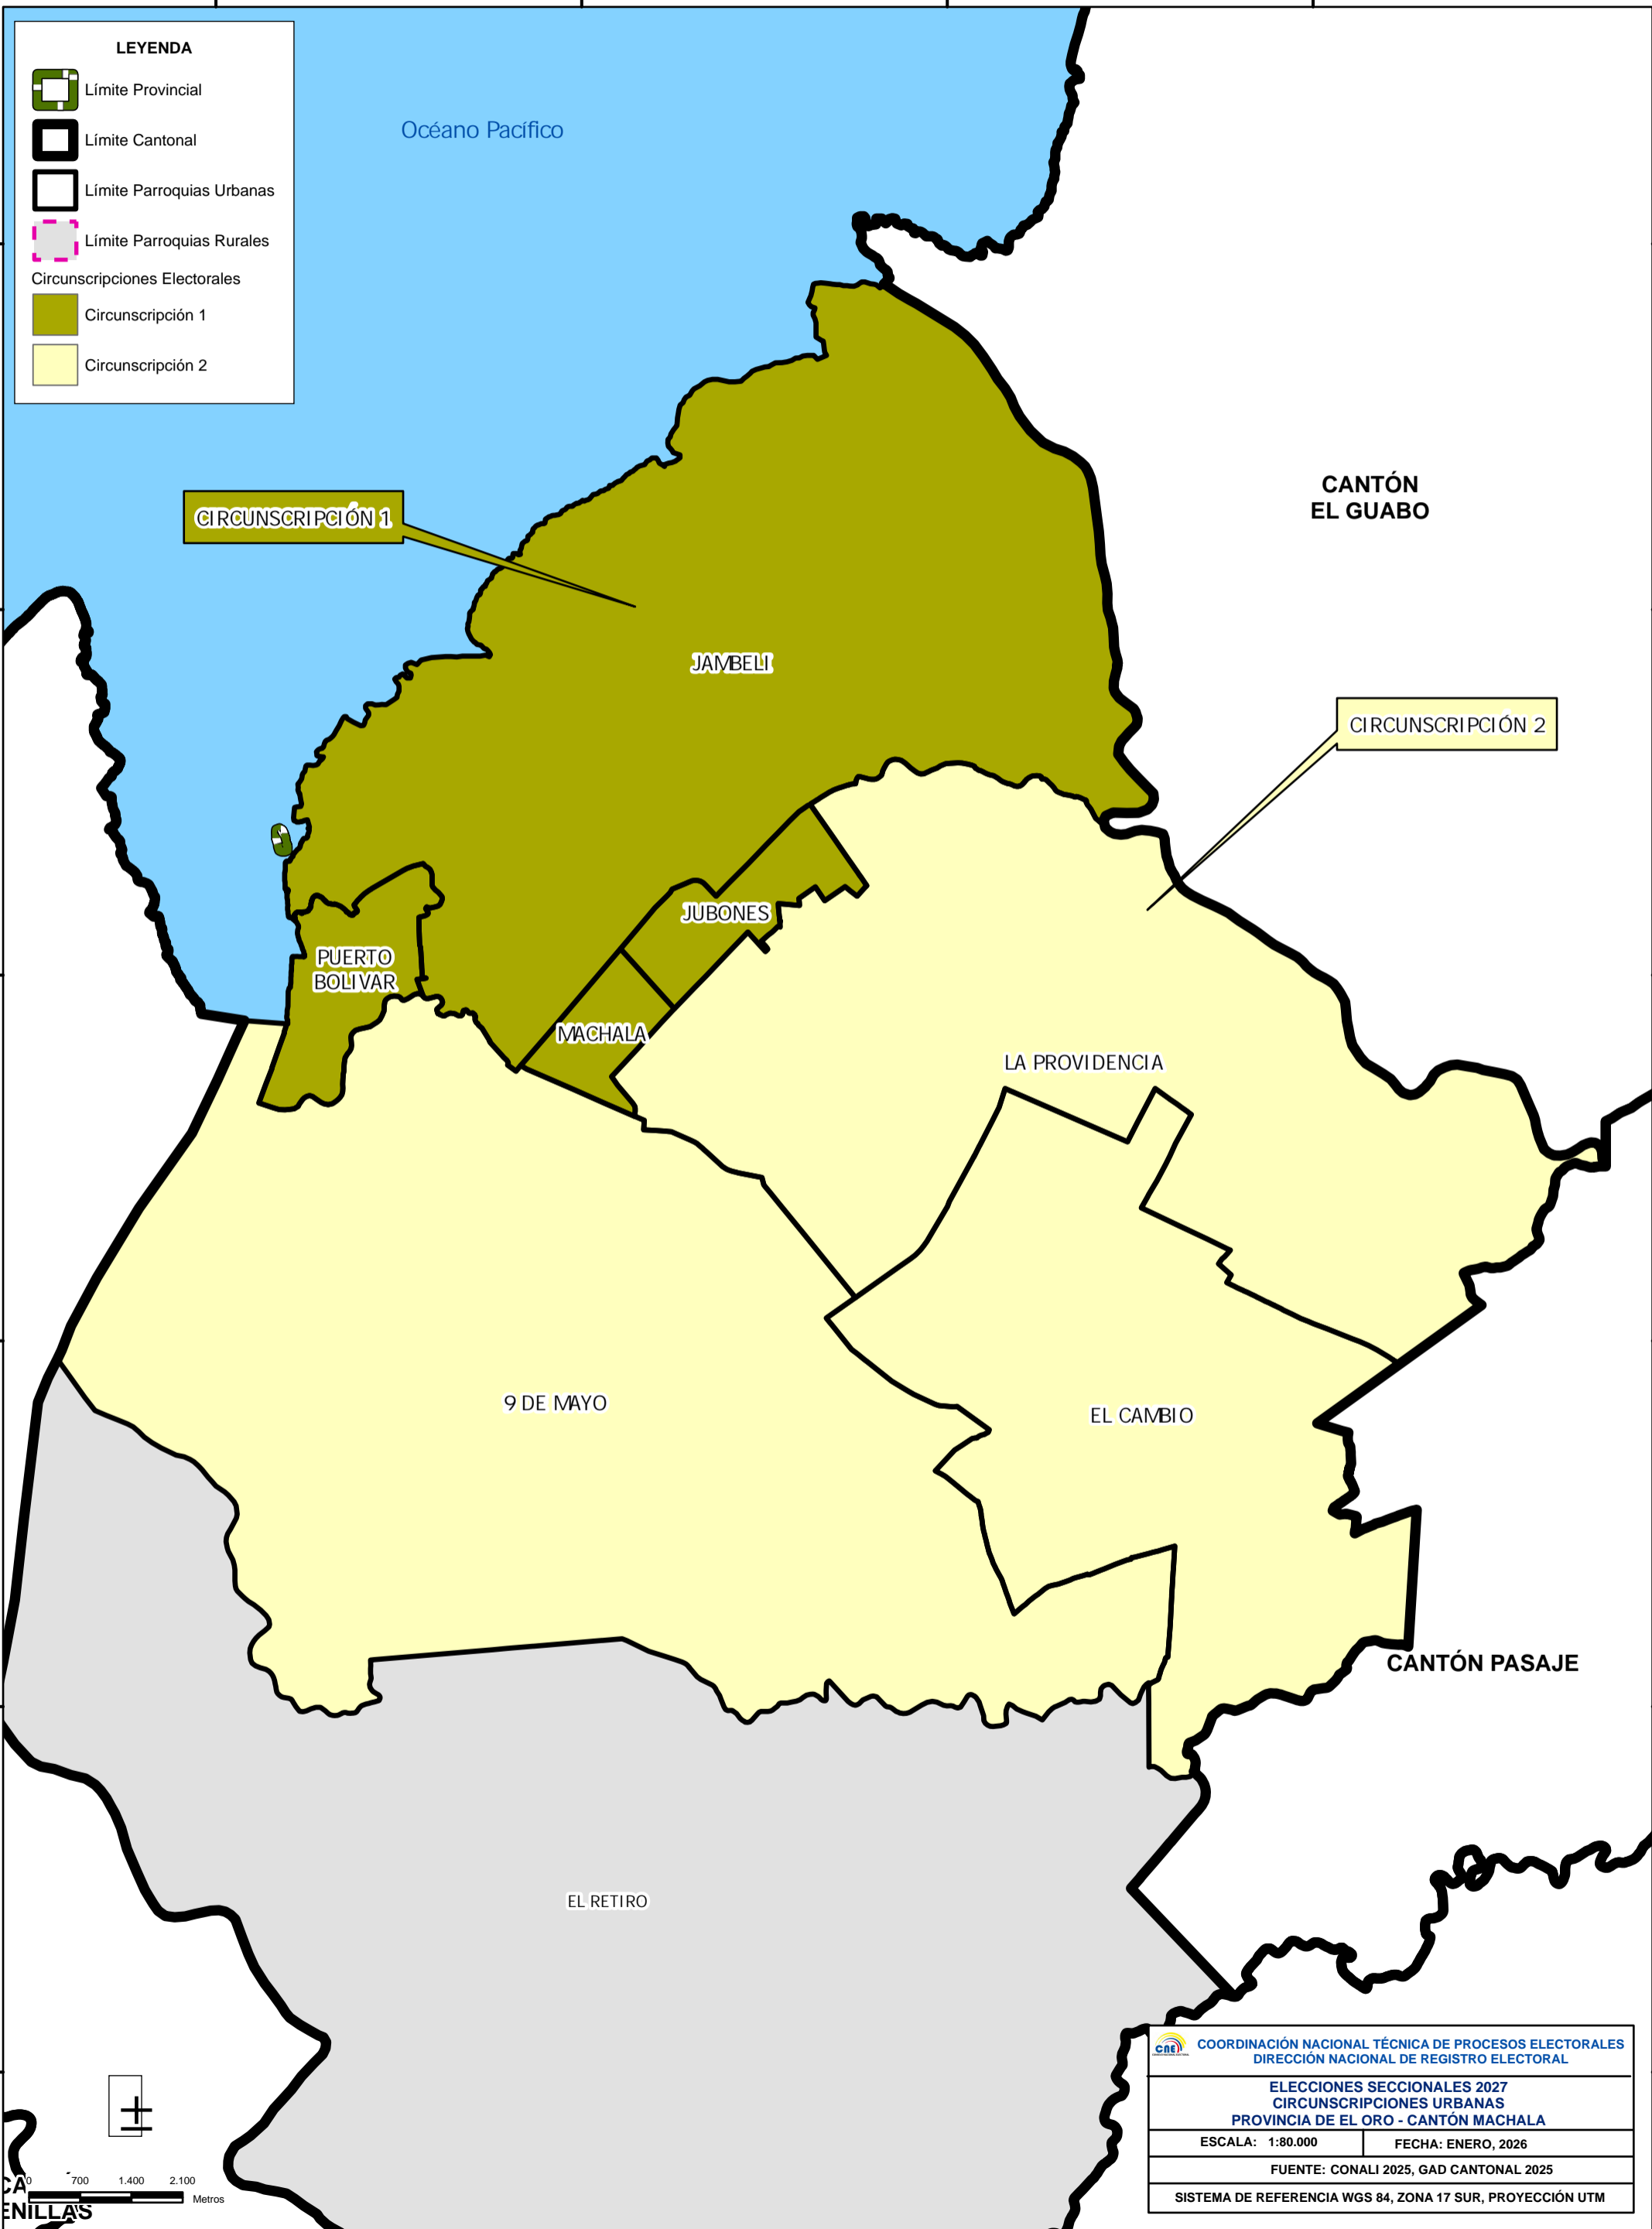 LEYENDA
Límite Provincial
Límite Cantonal
Límite Parroquias Urbanas
Límite Parroquias Rurales
Circunscripciones Electorales
Circunscripción 1
Circunscripción 2
Océano Pacífico
CANTÓN
EL GUABO
CIRCUNSCRIPCIÓN 1
JAMBELI
CIRCUNSCRIPCIÓN 2
JUBONES
PUERTO
BOLIVAR
MACHALA
LA PROVIDENCIA
9 DE MAYO
EL CAMBIO
CANTÓN PASAJE
EL RETIRO
CA
ENILLAS
0 700 1.400 2.100
Metros
CNE
COORDINACIÓN NACIONAL TÉCNICA DE PROCESOS ELECTORALES
DIRECCIÓN NACIONAL DE REGISTRO ELECTORAL
ELECCIONES SECCIONALES 2027
CIRCUNSCRIPCIONES URBANAS
PROVINCIA DE EL ORO - CANTÓN MACHALA
ESCALA: 1:80.000
FECHA: ENERO, 2026
FUENTE: CONALI 2025, GAD CANTONAL 2025
SISTEMA DE REFERENCIA WGS 84, ZONA 17 SUR, PROYECCIÓN UTM